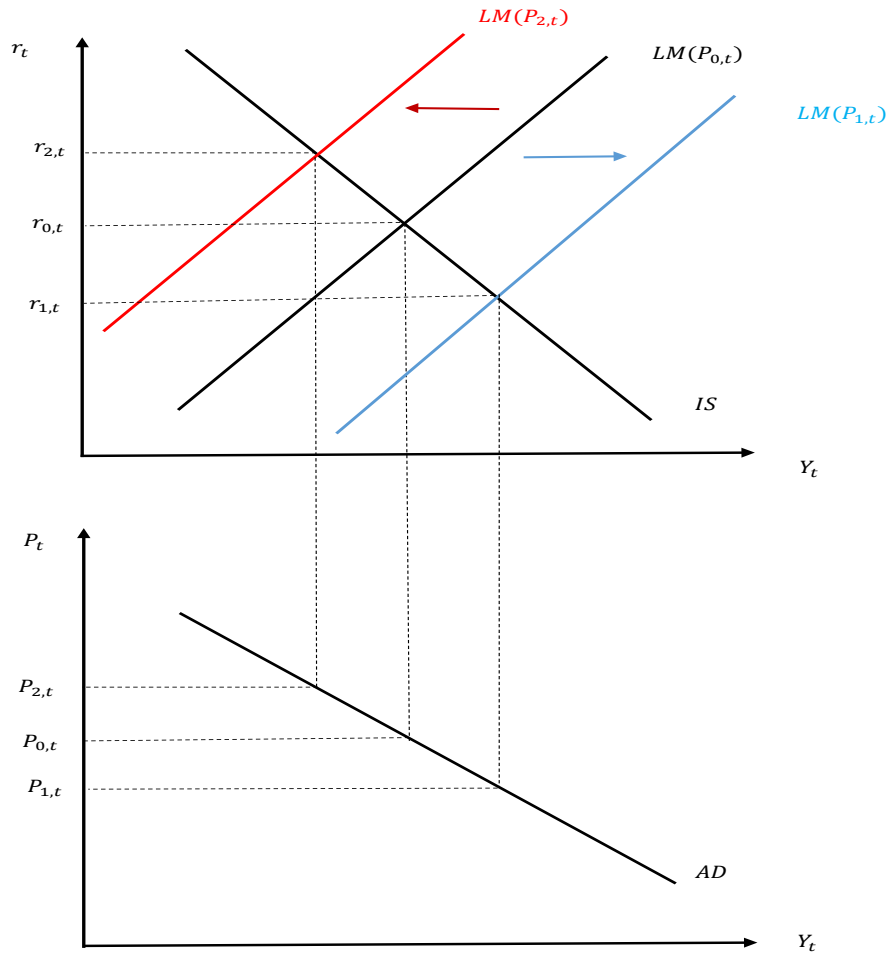 LM(P₂,ₜ)
rₜ
LM(P₀,ₜ)
LM(P₁,ₜ)
r₂,ₜ
r₀,ₜ
r₁,ₜ
IS
Yₜ
Pₜ
P₂,ₜ
P₀,ₜ
P₁,ₜ
AD
Yₜ